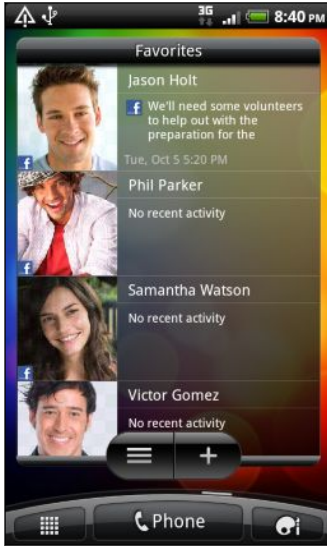 3G 8:40 PM
Favorites
Jason Holt
f We'll need some volunteers
to help out with the
preparation for the
f Tue, Oct 5 5:20 PM
Phil Parker
No recent activity
f
Samantha Watson
No recent activity
f
Victor Gomez
No recent activity
Phone